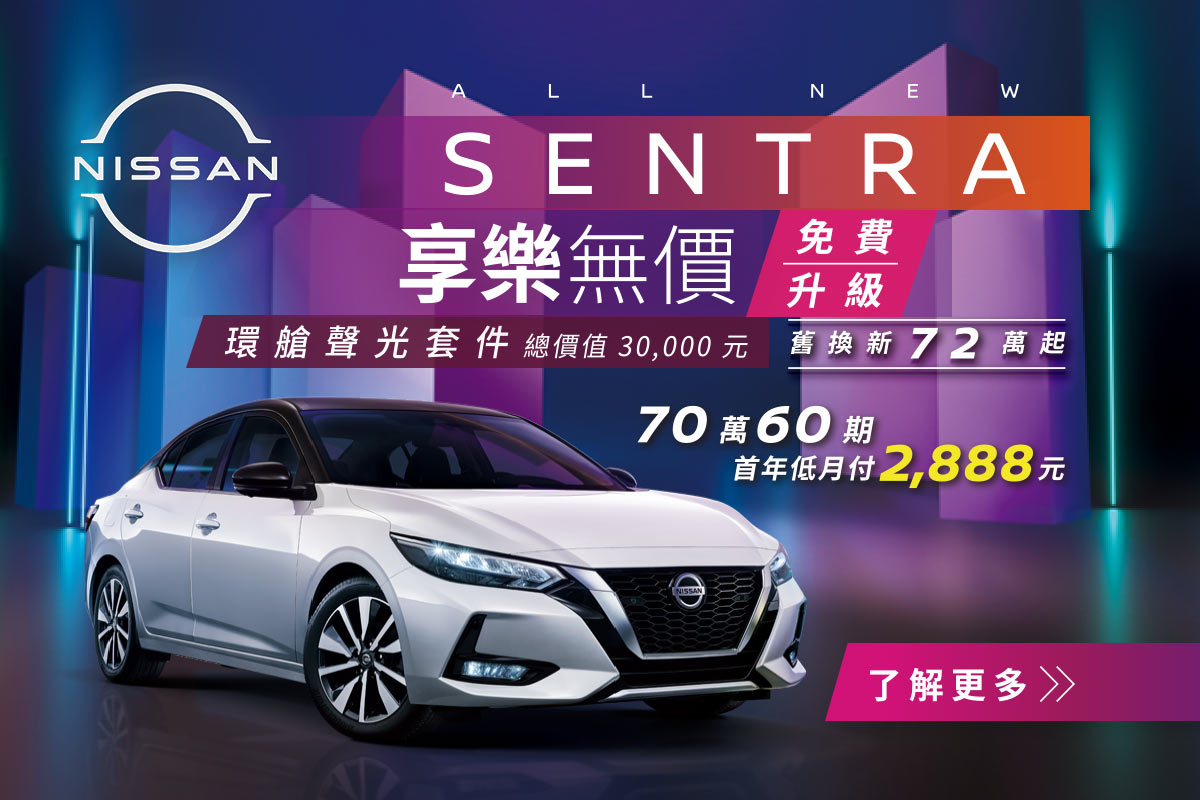 ALL NEW
NISSAN
SENTRA
享樂無價
免費
升級
環艙聲光套件 總價值 30,000 元
舊換新 72 萬起
70 萬 60 期
首年低月付 2,888 元
NISSAN
了解更多